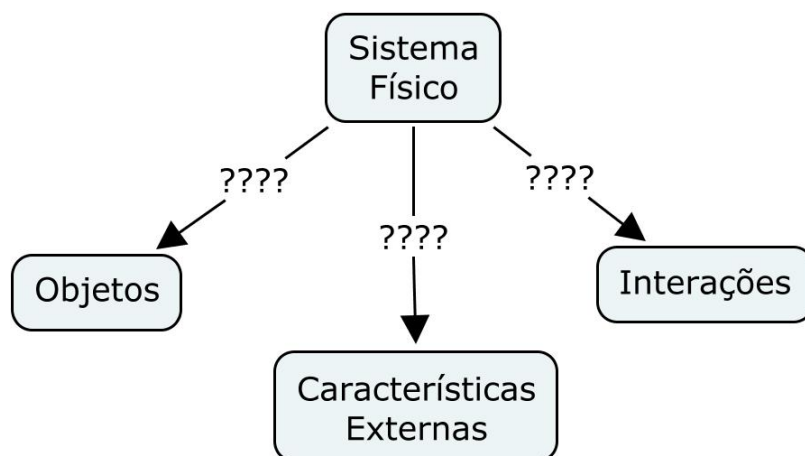 Sistema
Físico
????
????
????
Objetos
Interações
Características
Externas